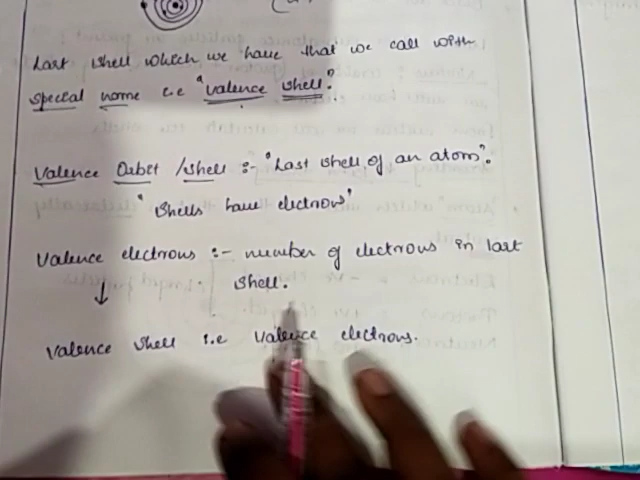 Last shell which we have that we call with
special name i.e "valence shell".
Valence Orbit /shell :- "Last shell of an atom".
"Shells have electrons"
Valence electrons :- number of electrons in last
shell.
↓
Valence shell i.e valence electrons.